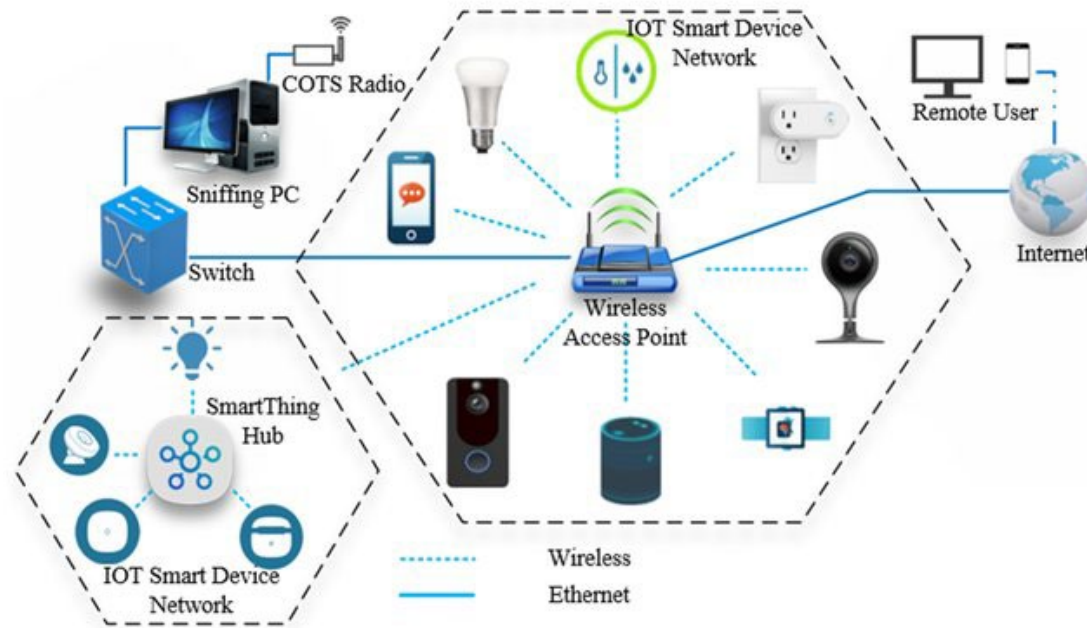 IOT Smart Device
Network
COTS Radio
Remote User
Sniffing PC
Switch
Internet
Wireless
Access Point
SmartThing
Hub
IOT Smart Device
Network
Wireless
Ethernet